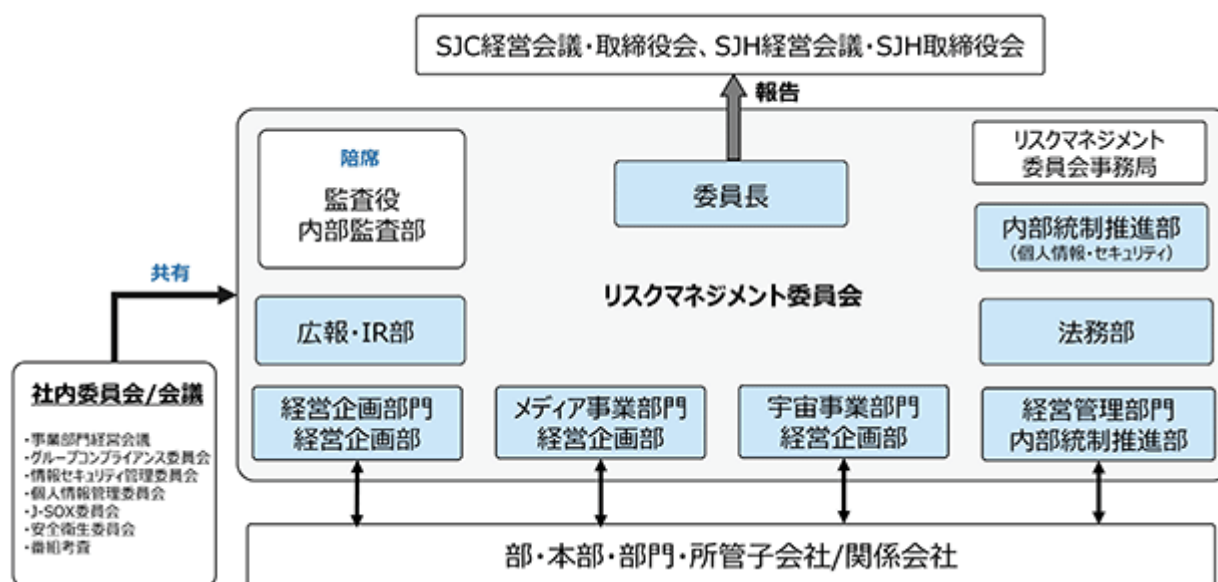 SJC経営会議・取締役会、SJH経営会議・SJH取締役会
報告
陪席
監査役
内部監査部
委員長
リスクマネジメント
委員会事務局
内部統制推進部
(個人情報・セキュリティ)
共有
リスクマネジメント委員会
広報・IR部
法務部
社内委員会/会議
・事業部門経営会議
・グループコンプライアンス委員会
・情報セキュリティ管理委員会
・個人情報管理委員会
・J-SOX委員会
・安全衛生委員会
・番組考査
経営企画部門
経営企画部
メディア事業部門
経営企画部
宇宙事業部門
経営企画部
経営管理部門
内部統制推進部
部・本部・部門・所管子会社/関係会社